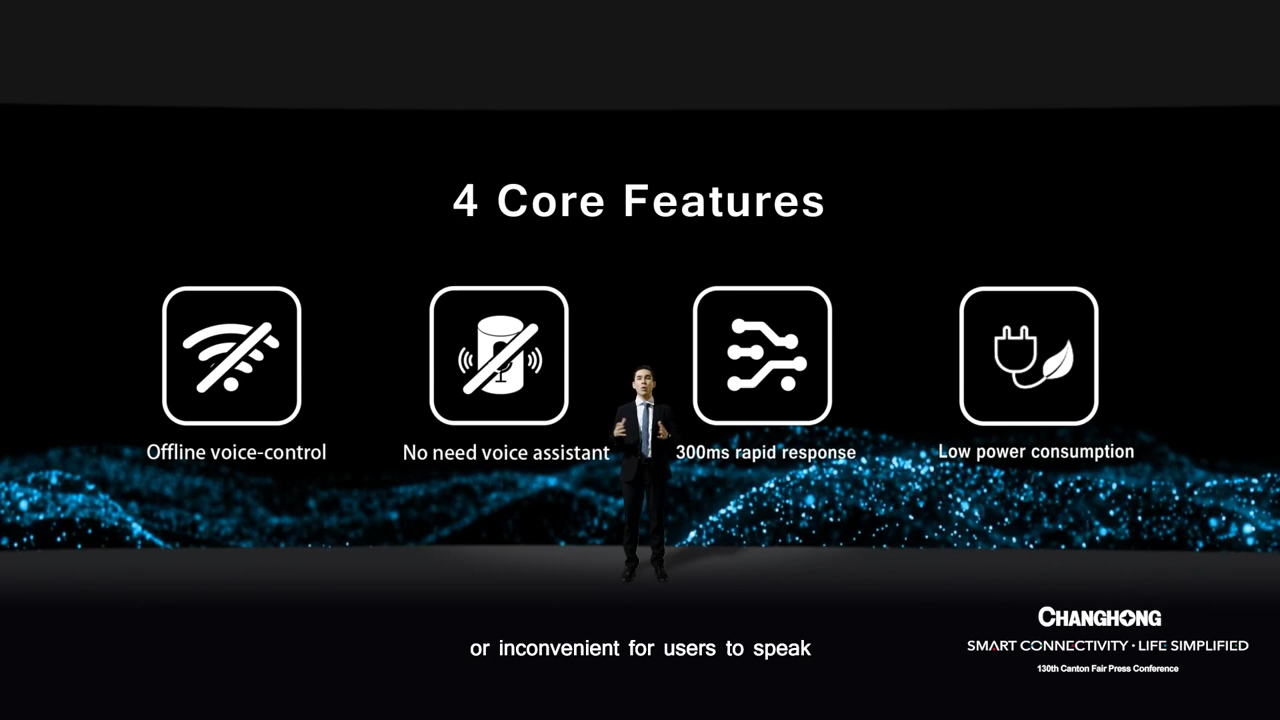 4 Core Features
Offline voice-control
No need voice assistant
300ms rapid response
Low power consumption
or inconvenient for users to speak
CHANGHONG
SMART CONNECTIVITY · LIFE SIMPLIFIED
130th Canton Fair Press Conference